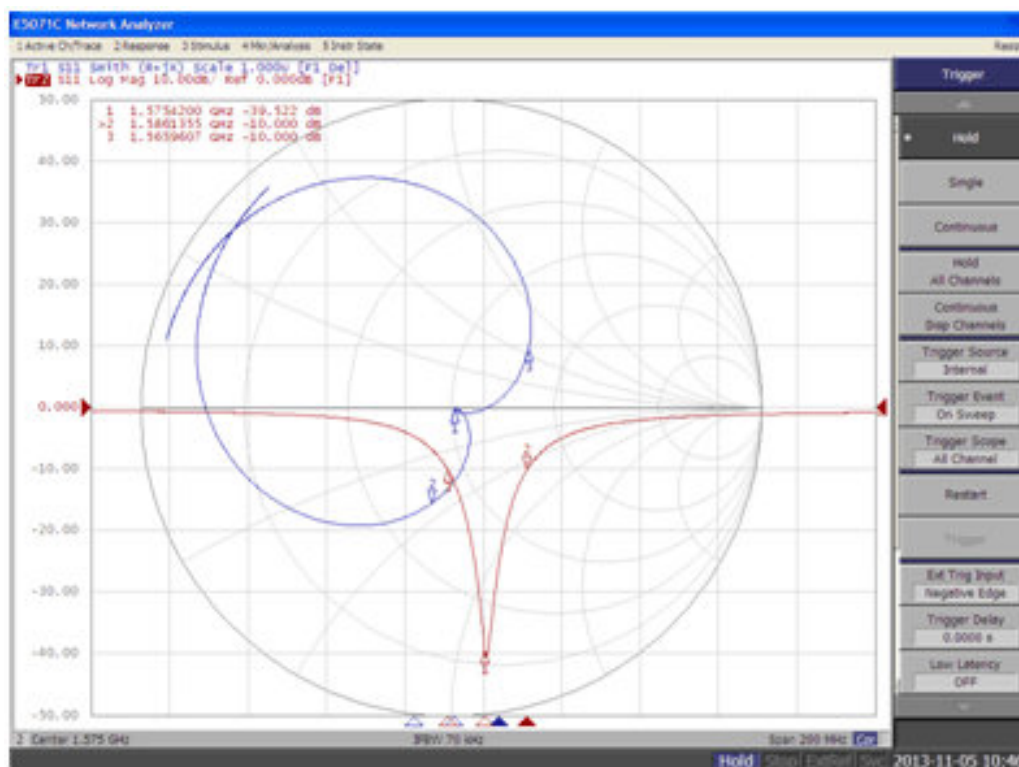 E5071C Network Analyzer
1 Active Ch/Trace 2 Response 3 Stimulus 4 Mkr/Analysis 5 Instr State
Tr1 S11 Smith (R+jX) Scale 1.000U [F1 Del]
Tr2 S11 Log Mag 10.00dB/ Ref 0.000dB [F1]
50.00
1 1.5754200 GHz -39.522 dB
>2 1.5861355 GHz -10.000 dB
3 1.5659607 GHz -10.000 dB
40.00
30.00
20.00
10.00
0.000
-10.00
-20.00
-30.00
-40.00
-50.00
2 Center 1.575 GHz
IFBW 70 kHz
Span 200 MHz Cor
Trigger
Hold
Single
Continuous
Hold
All Channels
Continuous
Disp Channels
Trigger Source
Internal
Trigger Event
On Sweep
Trigger Scope
All Channel
Restart
Trigger
Ext Trig Input
Negative Edge
Trigger Delay
0.0000 s
Low Latency
OFF
Hold Stop ExtRef Svc 2013-11-05 10:46